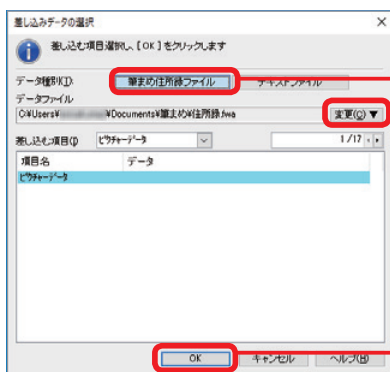 差し込みデータの選択
差し込む項目選択し、[OK]をクリックします
データ種別(K): 筆まめ住所録ファイル テキストファイル
データファイル
C:¥Users¥ ¥Documents¥筆まめ¥住所録.fwa 変更(C)▼
差し込む項目(I) ピクチャーデータ 1/17
項目名 データ
ピクチャーデータ
OK キャンセル ヘルプ(H)